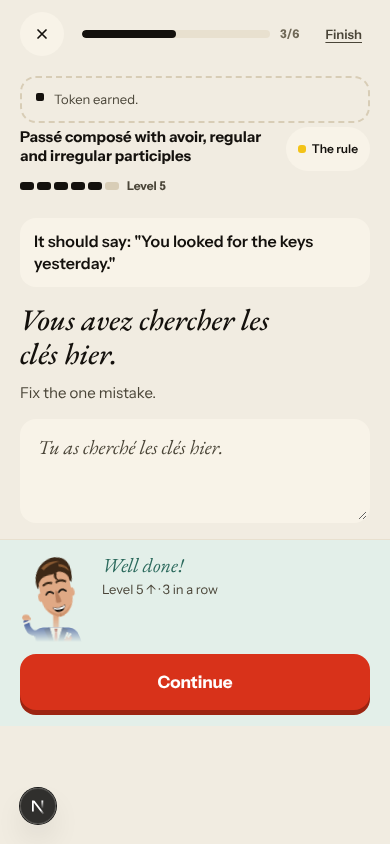 ✕
3/6
Finish
Token earned.
Passé composé avec avoir, regular
and irregular participles
The rule
Level 5
It should say: "You looked for the keys
yesterday."
Vous avez chercher les
clés hier.
Fix the one mistake.
Tu as cherché les clés hier.
Well done!
Level 5 ↑ · 3 in a row
Continue
N